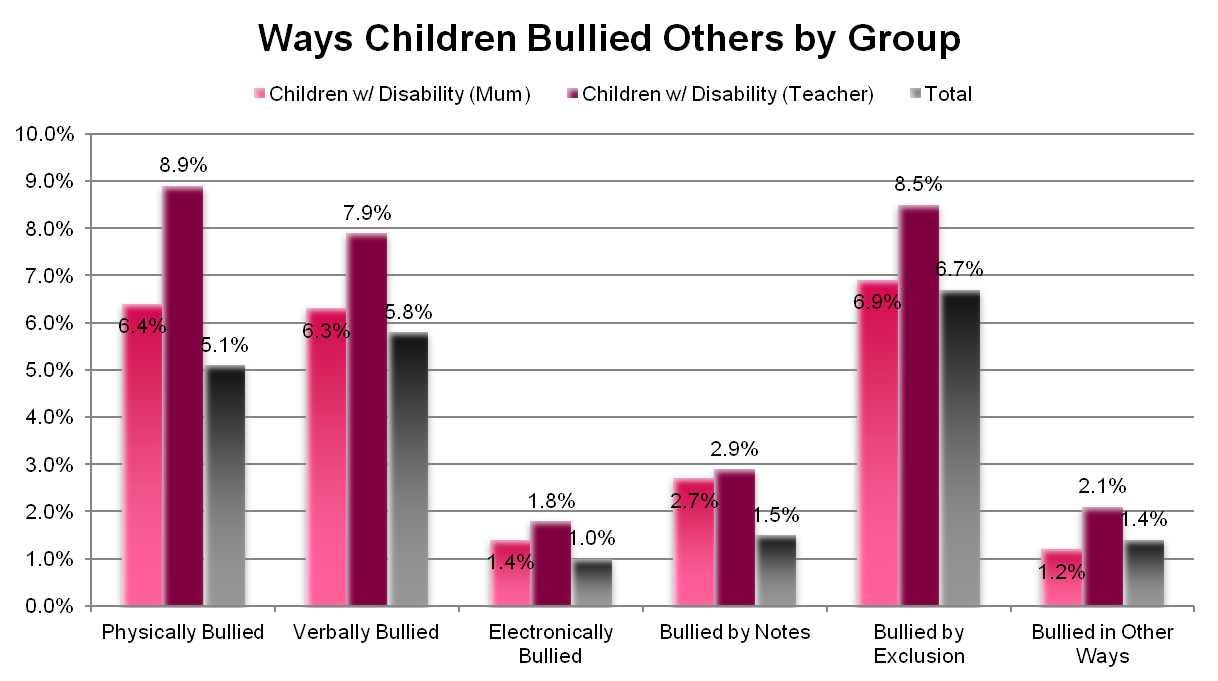 Ways Children Bullied Others by Group
Children w/ Disability (Mum) Children w/ Disability (Teacher) Total
10.0%
9.0%
8.0%
7.0%
6.0%
5.0%
4.0%
3.0%
2.0%
1.0%
0.0%
6.4% 8.9% 5.1%
6.3% 7.9% 5.8%
1.4% 1.8% 1.0%
2.7% 2.9% 1.5%
6.9% 8.5% 6.7%
1.2% 2.1% 1.4%
Physically Bullied
Verbally Bullied
Electronically
Bullied
Bullied by Notes
Bullied by
Exclusion
Bullied in Other
Ways